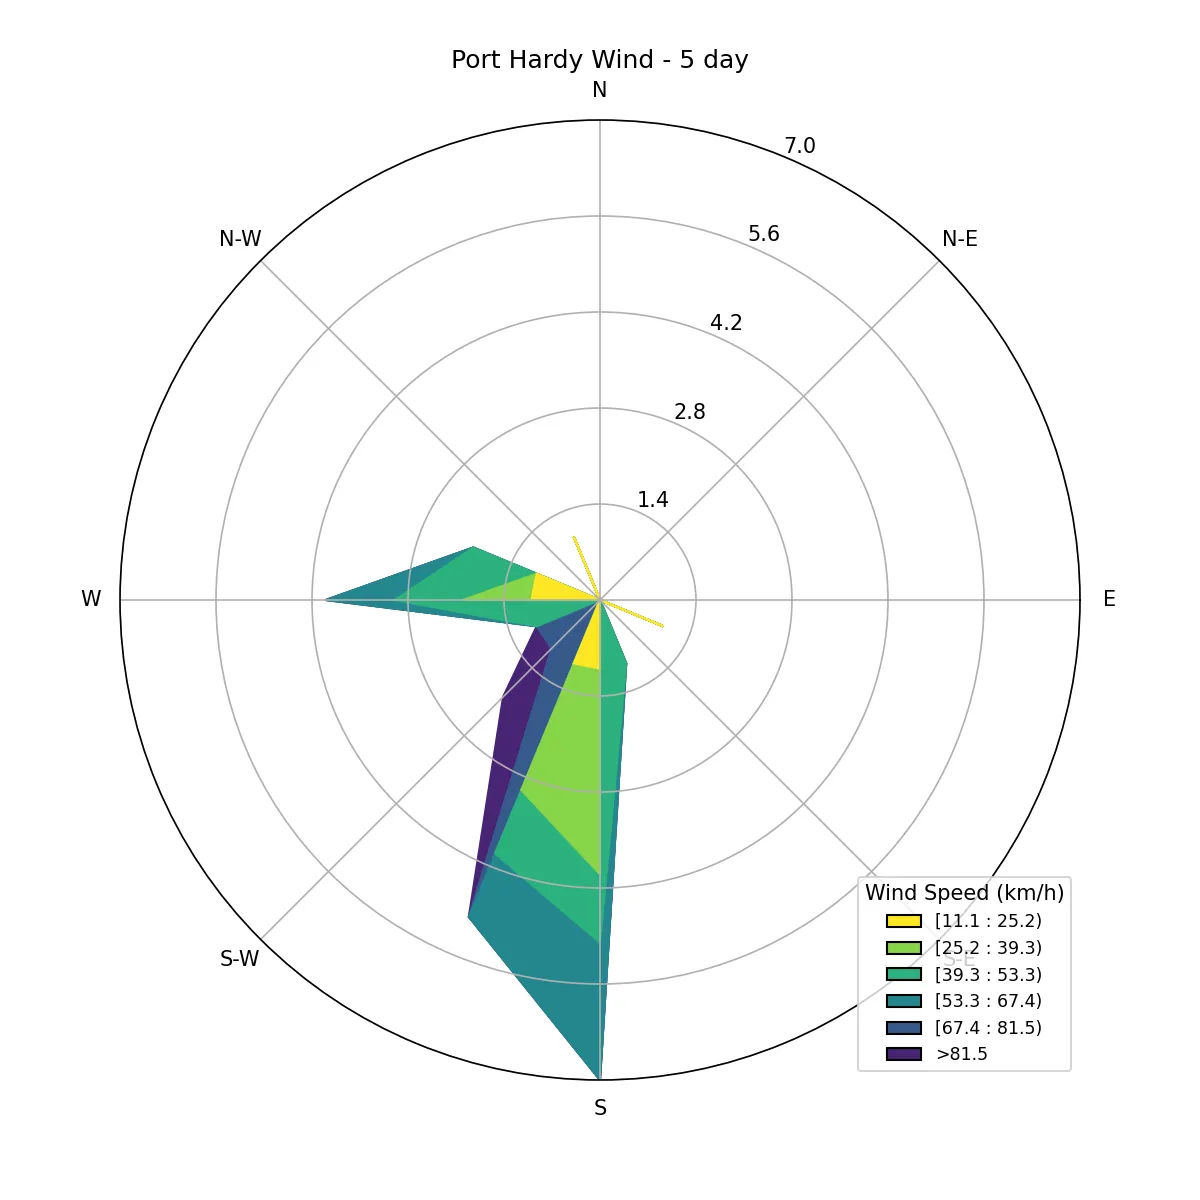 Port Hardy Wind - 5 day
N
7.0
N-W
5.6
N-E
4.2
2.8
1.4
W
E
S-W
S-E
Wind Speed (km/h)
[11.1 : 25.2)
[25.2 : 39.3)
[39.3 : 53.3)
[53.3 : 67.4)
[67.4 : 81.5)
>81.5
S